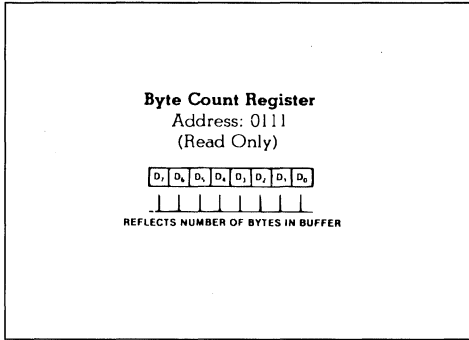 Byte Count Register
Address: 0111
(Read Only)
D₇ D₆ D₅ D₄ D₃ D₂ D₁ D₀
REFLECTS NUMBER OF BYTES IN BUFFER